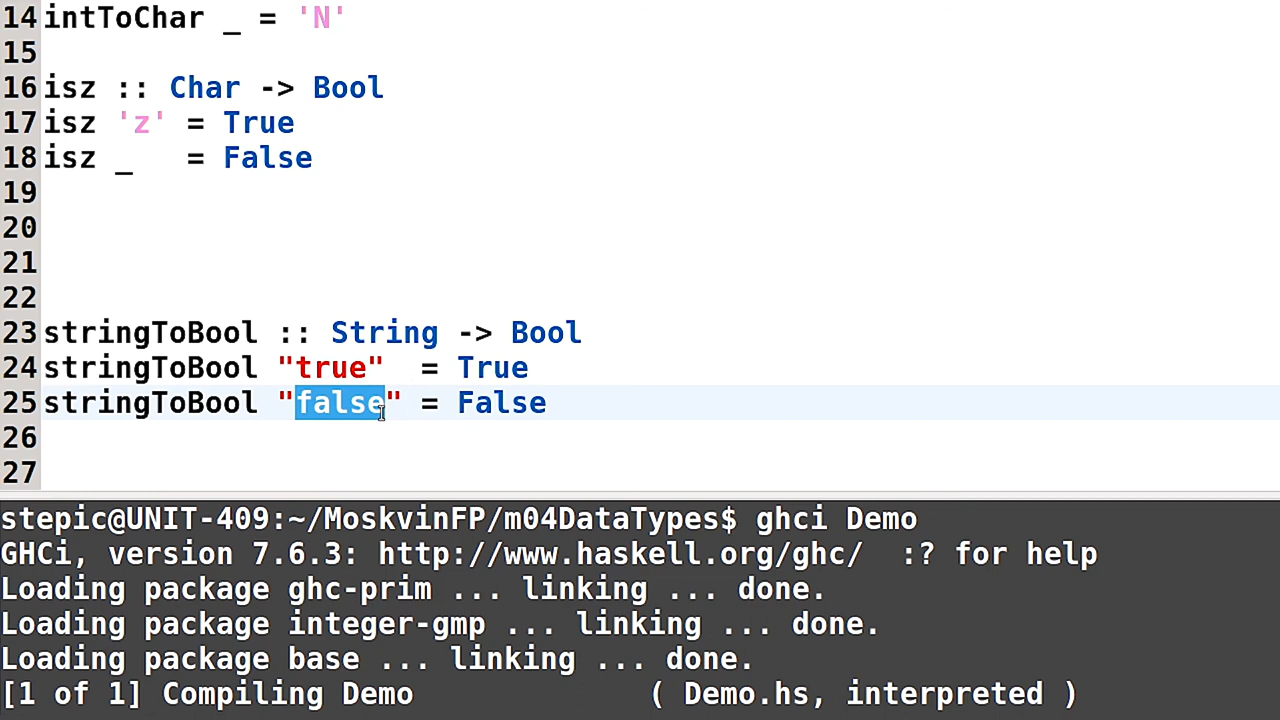 14 intToChar _ = 'N'
15
16 isz :: Char -> Bool
17 isz 'z' = True
18 isz _   = False
19
20
21
22
23 stringToBool :: String -> Bool
24 stringToBool "true"  = True
25 stringToBool "false" = False
26
27
stepic@UNIT-409:~/MoskvinFP/m04DataTypes$ ghci Demo
GHCi, version 7.6.3: http://www.haskell.org/ghc/  :? for help
Loading package ghc-prim ... linking ... done.
Loading package integer-gmp ... linking ... done.
Loading package base ... linking ... done.
[1 of 1] Compiling Demo             ( Demo.hs, interpreted )